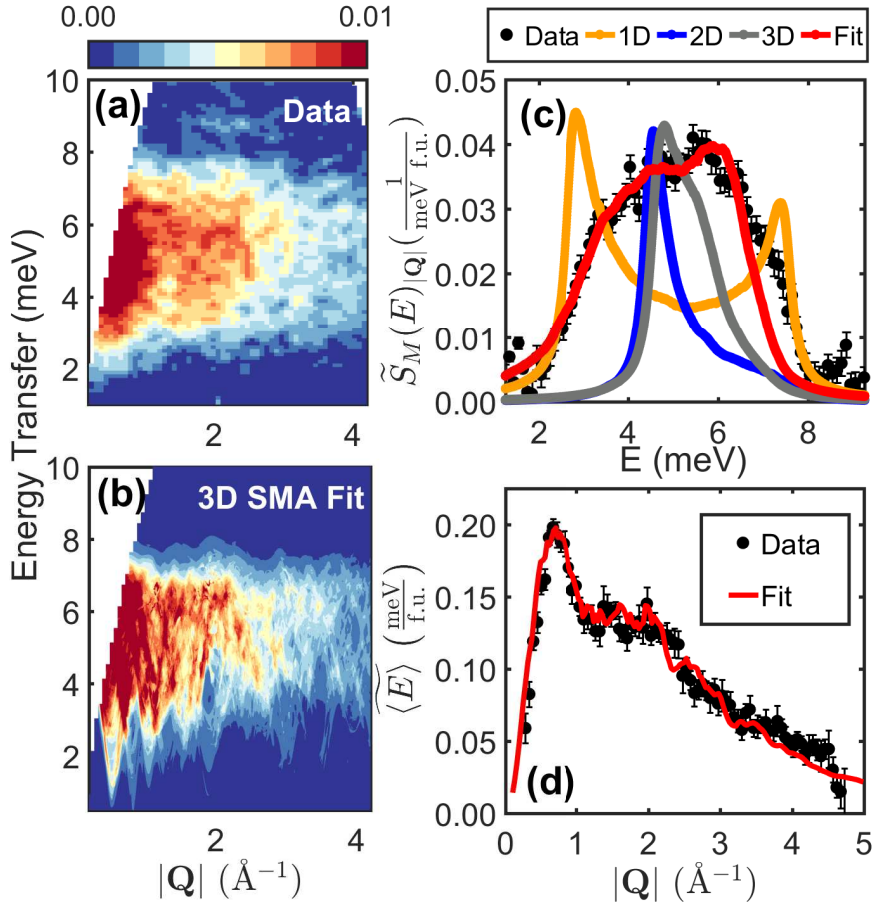 0.00 0.01
(a)
Data
10
8
6
4
2
2 4
Energy Transfer (meV)
(b)
3D SMA Fit
10
8
6
4
2
2 4
|Q| (Å⁻¹)
Data 1D 2D 3D Fit
(c)
0.05
0.04
0.03
0.02
0.01
0.00
S̃_M(E)_|Q| (1/meV f.u.)
2 4 6 8
E (meV)
0.20
0.15
0.10
0.05
0.00
⟨E⟩~ (meV/f.u.)
Data
Fit
(d)
0 1 2 3 4 5
|Q| (Å⁻¹)